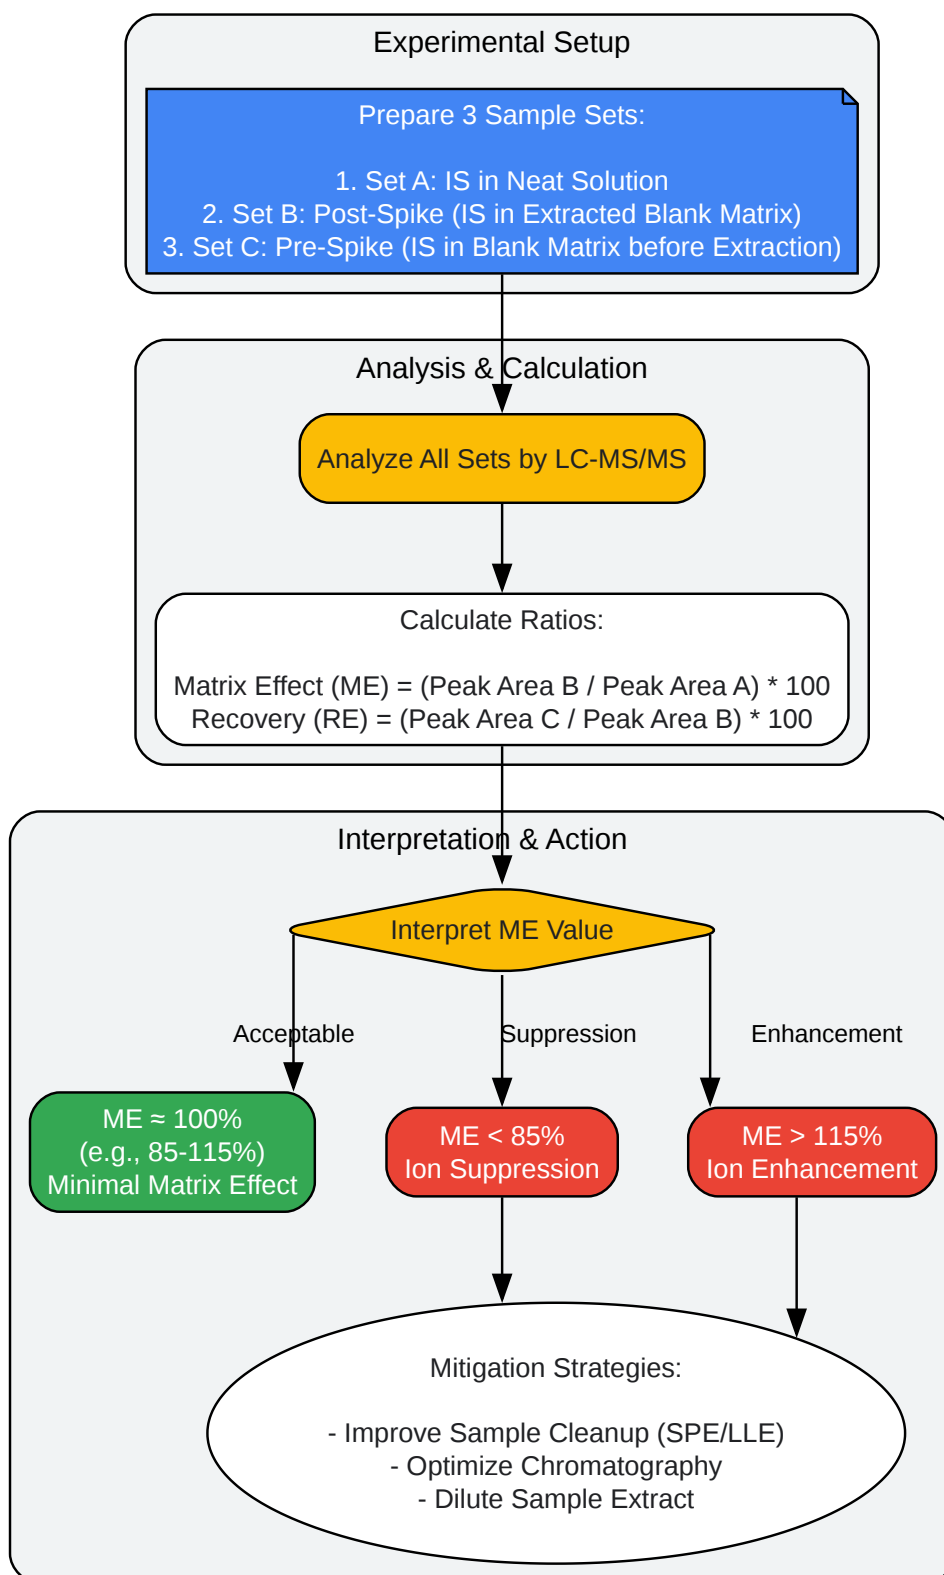 Experimental Setup
Prepare 3 Sample Sets:
1. Set A: IS in Neat Solution
2. Set B: Post-Spike (IS in Extracted Blank Matrix)
3. Set C: Pre-Spike (IS in Blank Matrix before Extraction)
Analysis & Calculation
Analyze All Sets by LC-MS/MS
Calculate Ratios:
Matrix Effect (ME) = (Peak Area B / Peak Area A) * 100
Recovery (RE) = (Peak Area C / Peak Area B) * 100
Interpretation & Action
Interpret ME Value
Acceptable
Suppression
Enhancement
ME ≈ 100%
(e.g., 85-115%)
Minimal Matrix Effect
ME < 85%
Ion Suppression
ME > 115%
Ion Enhancement
Mitigation Strategies:
- Improve Sample Cleanup (SPE/LLE)
- Optimize Chromatography
- Dilute Sample Extract